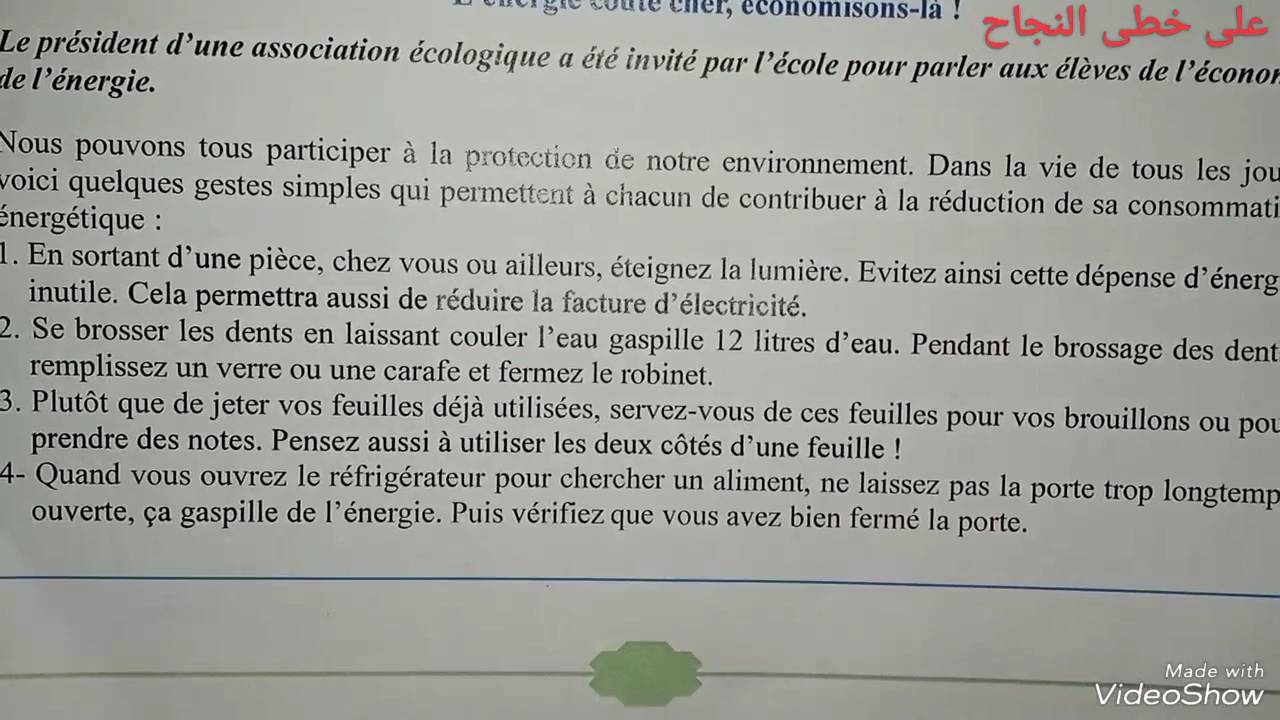 L'énergie coûte cher, économisons-là !
على خطى النجاح
Le président d'une association écologique a été invité par l'école pour parler aux élèves de l'économ
de l'énergie.
Nous pouvons tous participer à la protection de notre environnement. Dans la vie de tous les jou
voici quelques gestes simples qui permettent à chacun de contribuer à la réduction de sa consommati
énergétique :
1. En sortant d'une pièce, chez vous ou ailleurs, éteignez la lumière. Evitez ainsi cette dépense d'énerg
inutile. Cela permettra aussi de réduire la facture d'électricité.
2. Se brosser les dents en laissant couler l'eau gaspille 12 litres d'eau. Pendant le brossage des dent
remplissez un verre ou une carafe et fermez le robinet.
3. Plutôt que de jeter vos feuilles déjà utilisées, servez-vous de ces feuilles pour vos brouillons ou pou
prendre des notes. Pensez aussi à utiliser les deux côtés d'une feuille !
4- Quand vous ouvrez le réfrigérateur pour chercher un aliment, ne laissez pas la porte trop longtemp
ouverte, ça gaspille de l'énergie. Puis vérifiez que vous avez bien fermé la porte.
Made with
VideoShow